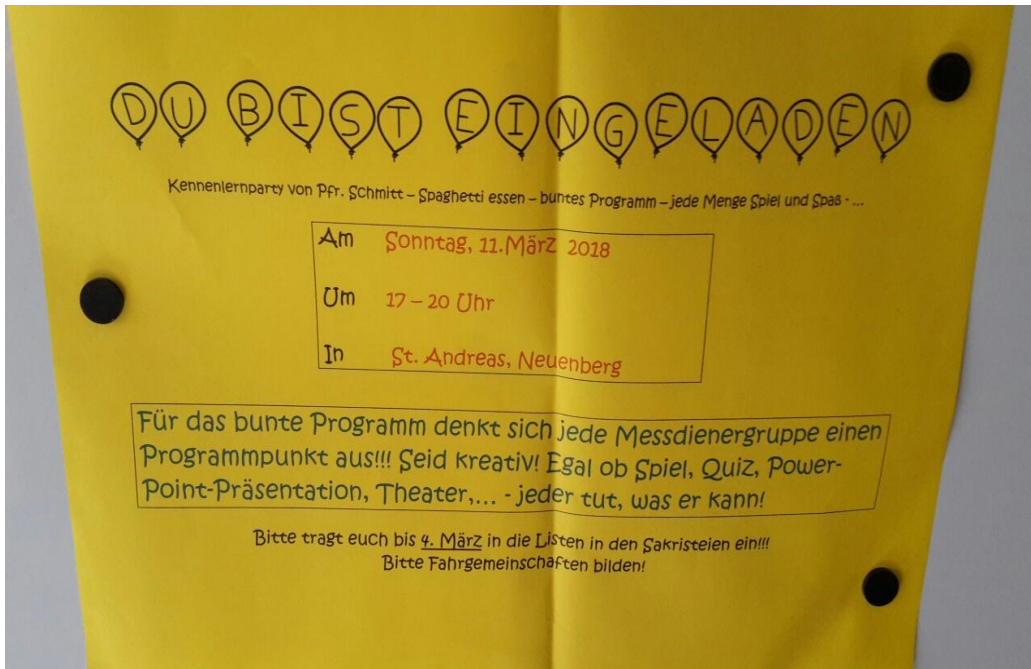 DU BIST EINGELADEN
Kennenlernparty von Pfr. Schmitt – Spaghetti essen – buntes Programm – jede Menge Spiel und Spaß - ...
Am Sonntag, 11.März 2018
Um 17 – 20 Uhr
In St. Andreas, Neuenberg
Für das bunte Programm denkt sich jede Messdienergruppe einen
Programmpunkt aus!!! Seid kreativ! Egal ob Spiel, Quiz, Power-
Point-Präsentation, Theater,... - jeder tut, was er kann!
Bitte tragt euch bis 4. März in die Listen in den Sakristeien ein!!!
Bitte Fahrgemeinschaften bilden!